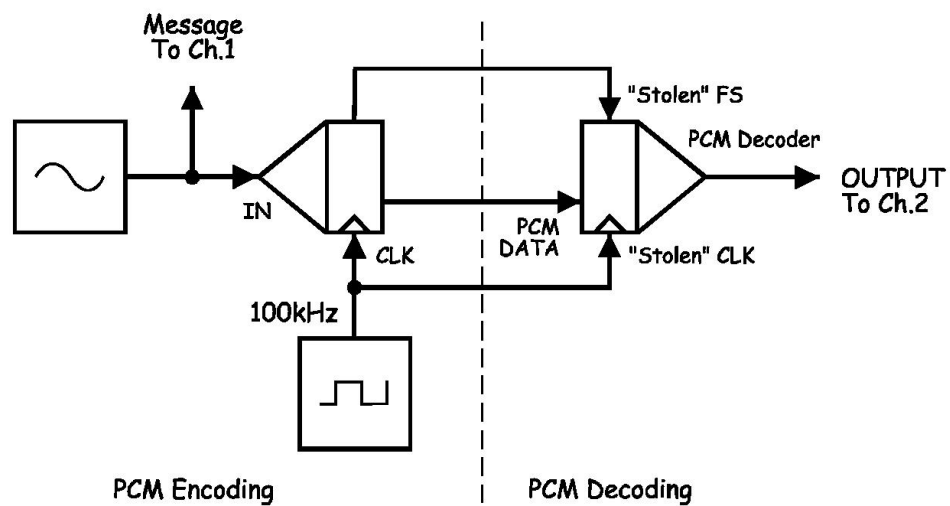 Message
To Ch.1
"Stolen" FS
PCM Decoder
OUTPUT
To Ch.2
IN
PCM
DATA
CLK
"Stolen" CLK
100kHz
PCM Encoding
PCM Decoding